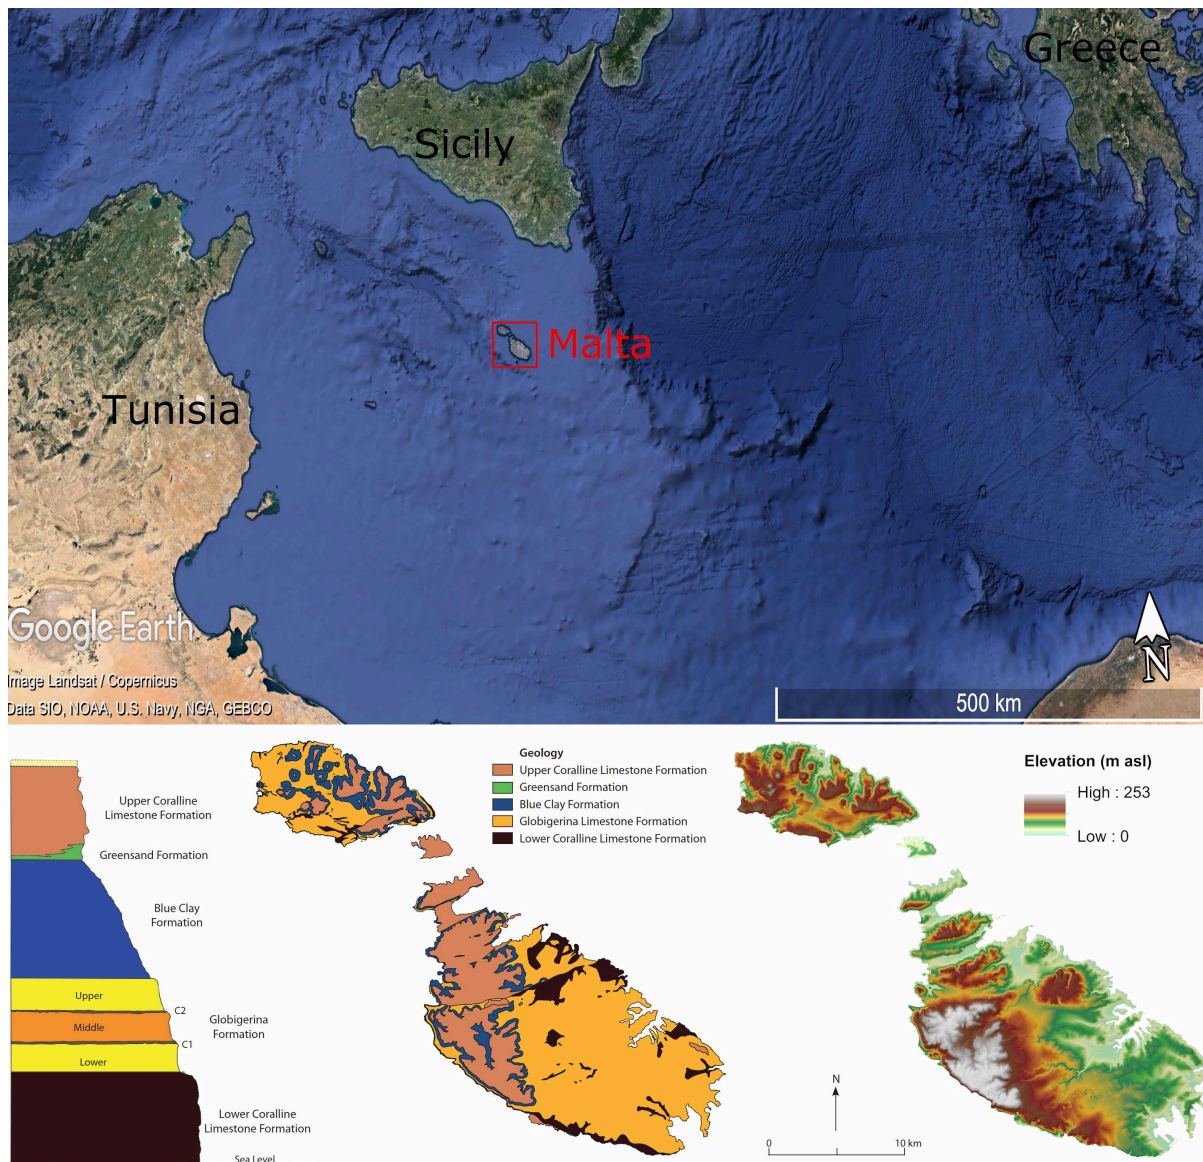 Greece
Sicily
Malta
Tunisia
Google Earth
Image Landsat / Copernicus
Data SIO, NOAA, U.S. Navy, NGA, GEBCO
N
500 km
Upper Coralline
Limestone Formation
Greensand Formation
Blue Clay
Formation
Upper
C2
Middle
Globigerina
Formation
C1
Lower
Lower Coralline
Limestone Formation
Sea Level
Geology
Upper Coralline Limestone Formation
Greensand Formation
Blue Clay Formation
Globigerina Limestone Formation
Lower Coralline Limestone Formation
Elevation (m asl)
High : 253
Low : 0
N
0 10 km